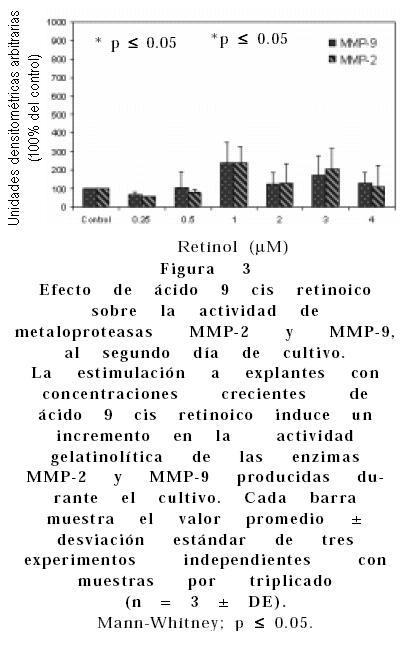 Unidades densitométricas arbitrarias
(100% del control)
1000
900
800
700
600
500
400
300
200
100
0
* p ≤ 0.05 *p ≤ 0.05
MMP-9
MMP-2
Control 0.25 0.5 1 2 3 4
Retinol (µM)
Figura 3
Efecto de ácido 9 cis retinoico
sobre la actividad de
metaloproteasas MMP-2 y MMP-9,
al segundo día de cultivo.
La estimulación a explantes con
concentraciones crecientes de
ácido 9 cis retinoico induce un
incremento en la actividad
gelatinolítica de las enzimas
MMP-2 y MMP-9 producidas du-
rante el cultivo. Cada barra
muestra el valor promedio ±
desviación estándar de tres
experimentos independientes con
muestras por triplicado
(n = 3 ± DE).
Mann-Whitney; p ≤ 0.05.